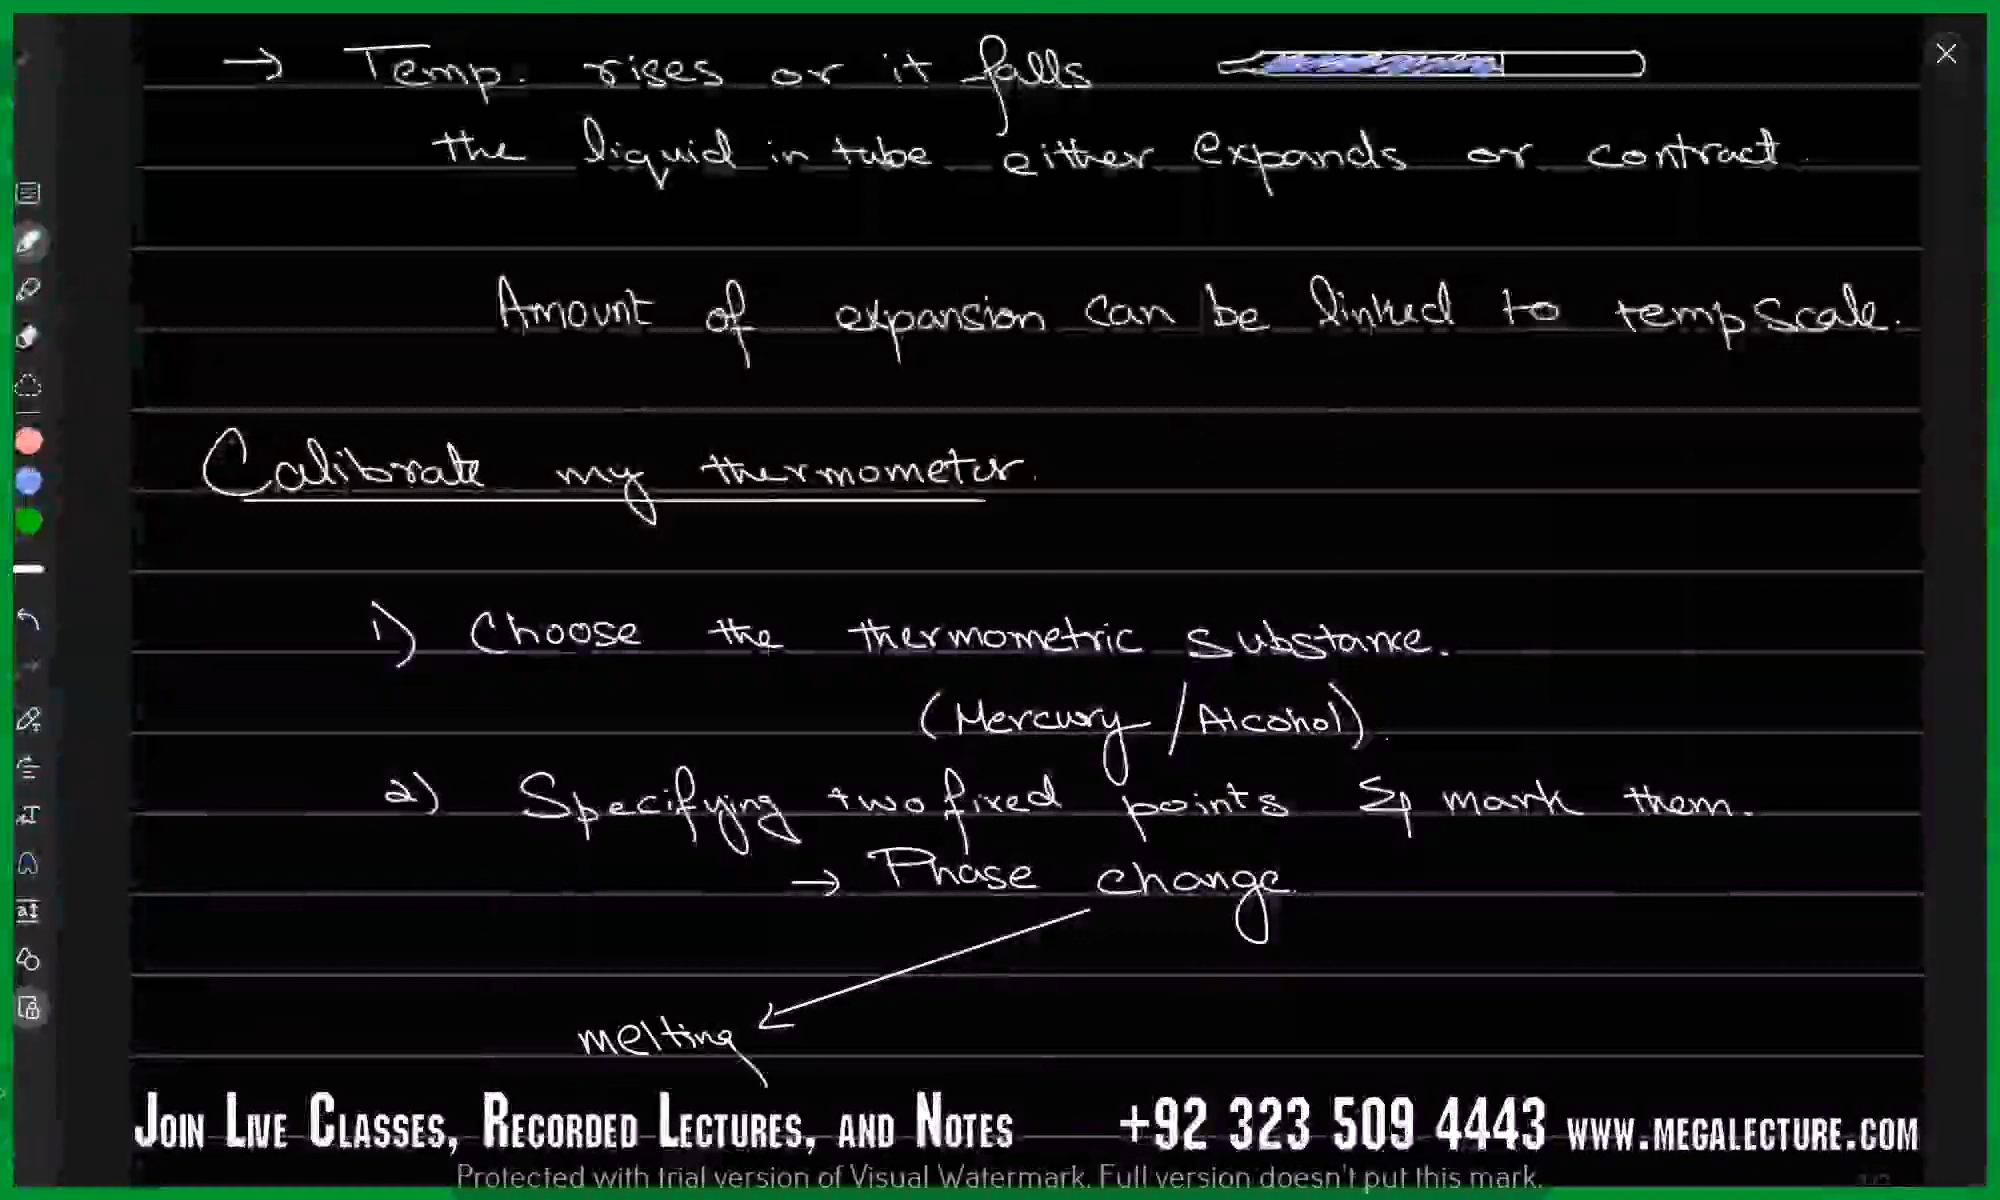 → Temp. rises or it falls
the liquid in tube either expands or contract.
Amount of expansion can be linked to temp scale.
Calibrate my thermometer.
1) Choose the thermometric substance.
(Mercury / Alcohol).
2) Specifying two fixed points & mark them.
→ Phase change.
melting
JOIN LIVE CLASSES, RECORDED LECTURES, AND NOTES +92 323 509 4443 WWW.MEGALECTURE.COM
Protected with trial version of Visual Watermark. Full version doesn't put this mark.